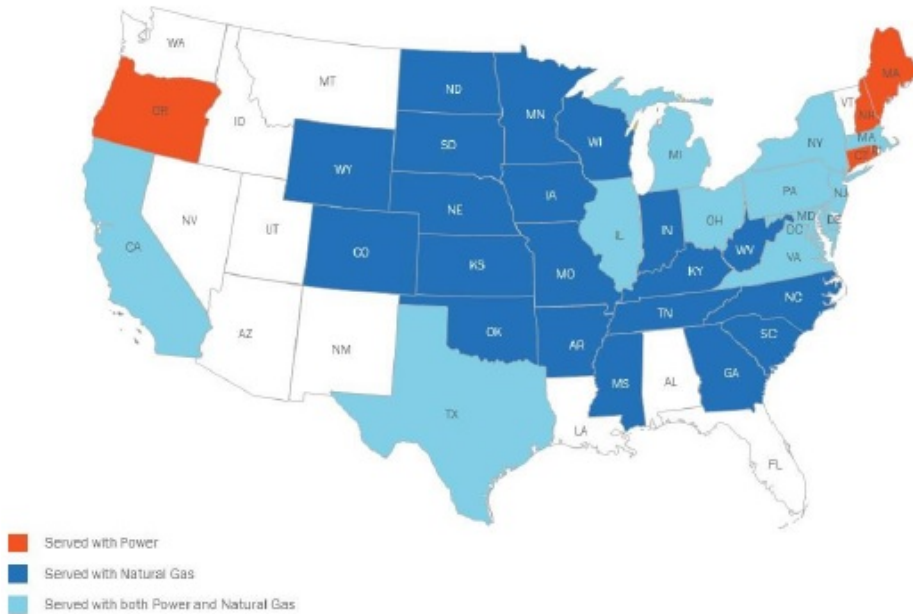 WA
MT
ND
MN
MA
OR
ID
VT
NH
SD
WI
NY
MA
WY
MI
IA
PA
NE
NJ
NV
OH
MD
DE
UT
IL
IN
DC
CA
CO
WV
VA
KS
MO
KY
NC
TN
AZ
OK
NM
AR
SC
MS
AL
GA
TX
LA
FL
Served with Power
Served with Natural Gas
Served with both Power and Natural Gas